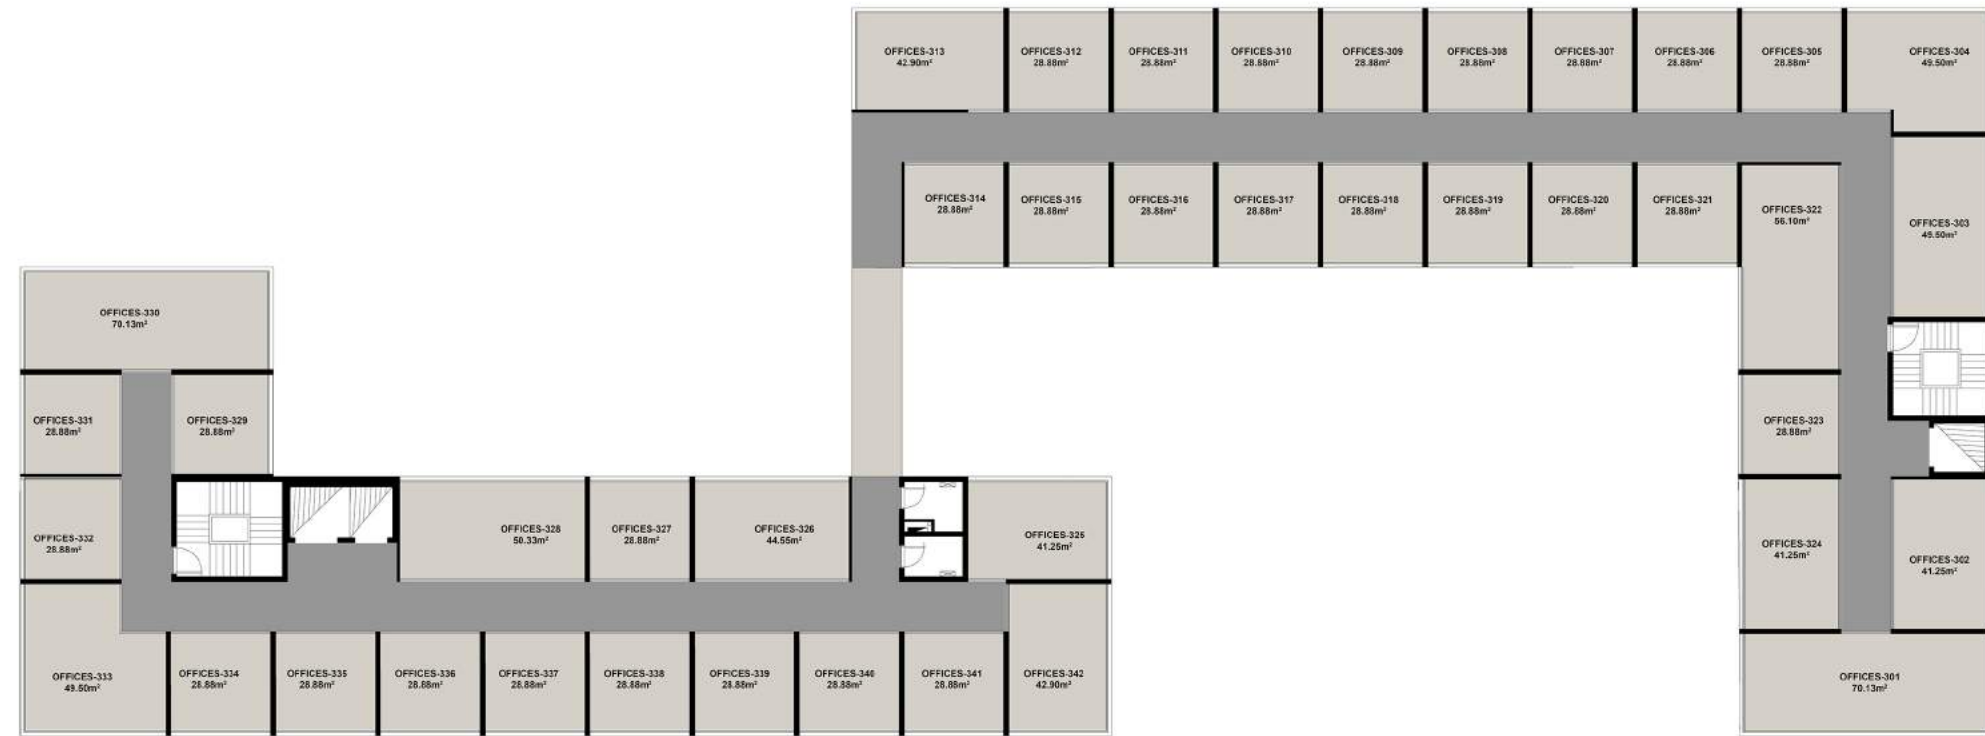 OFFICES-313
42.90m²
OFFICES-312
28.88m²
OFFICES-311
28.88m²
OFFICES-310
28.88m²
OFFICES-309
28.88m²
OFFICES-308
28.88m²
OFFICES-307
28.88m²
OFFICES-306
28.88m²
OFFICES-305
28.88m²
OFFICES-304
49.50m²
OFFICES-314
28.88m²
OFFICES-315
28.88m²
OFFICES-316
28.88m²
OFFICES-317
28.88m²
OFFICES-318
28.88m²
OFFICES-319
28.88m²
OFFICES-320
28.88m²
OFFICES-321
28.88m²
OFFICES-322
56.10m²
OFFICES-303
49.50m²
OFFICES-330
70.13m²
OFFICES-331
28.88m²
OFFICES-329
28.88m²
OFFICES-323
28.88m²
OFFICES-332
28.88m²
OFFICES-328
50.33m²
OFFICES-327
28.88m²
OFFICES-326
44.55m²
OFFICES-325
41.25m²
OFFICES-324
41.25m²
OFFICES-302
41.25m²
OFFICES-333
49.50m²
OFFICES-334
28.88m²
OFFICES-335
28.88m²
OFFICES-336
28.88m²
OFFICES-337
28.88m²
OFFICES-338
28.88m²
OFFICES-339
28.88m²
OFFICES-340
28.88m²
OFFICES-341
28.88m²
OFFICES-342
42.90m²
OFFICES-301
70.13m²